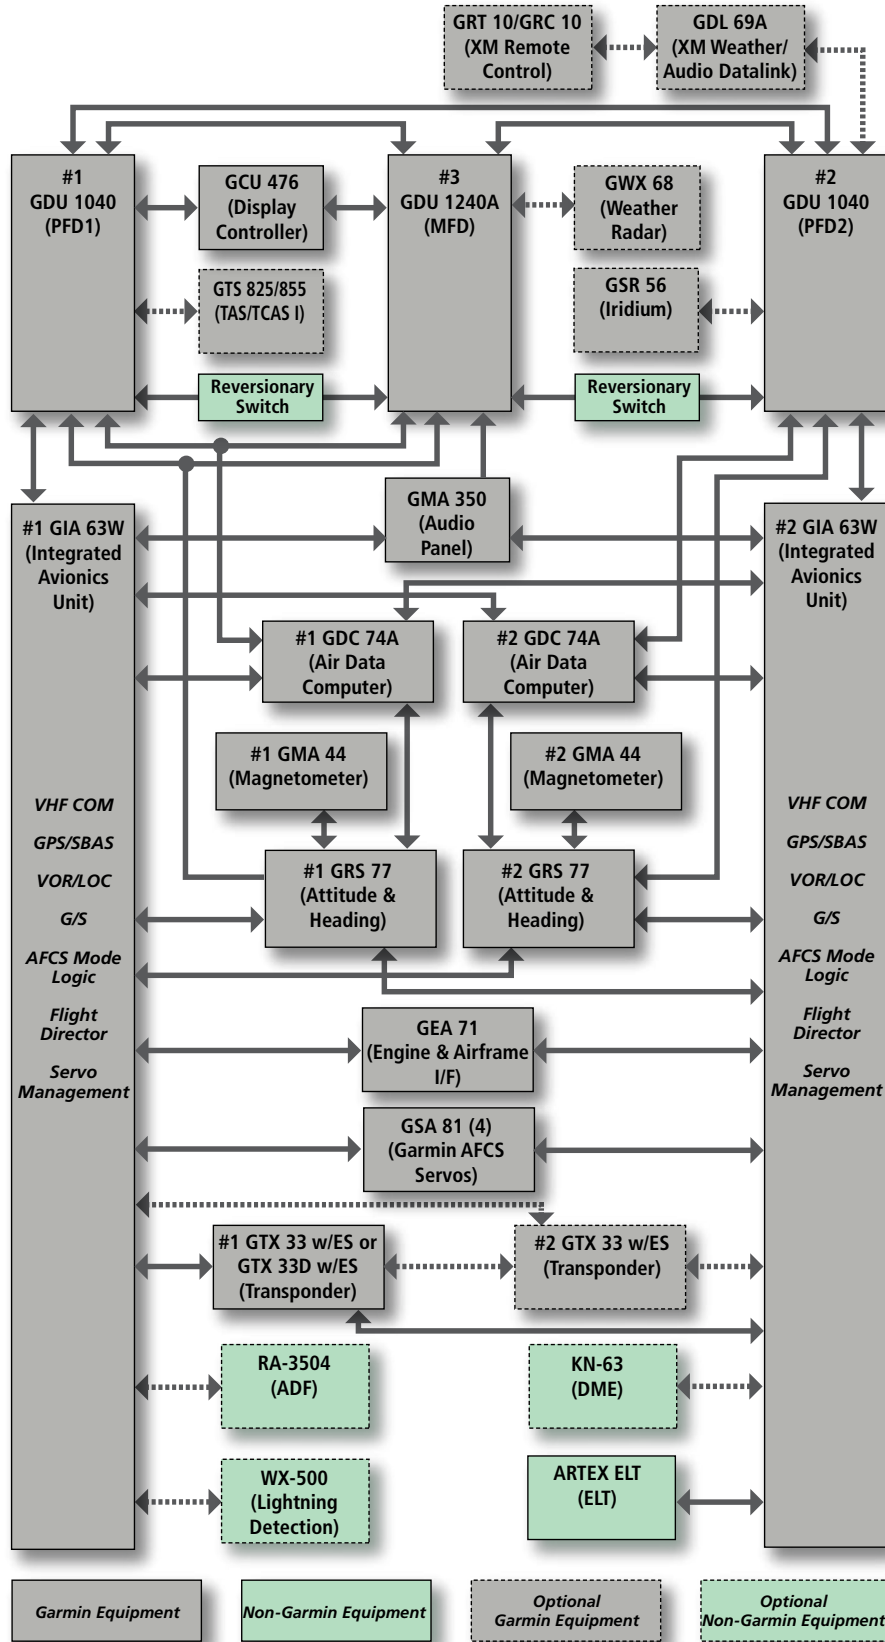 GRT 10/GRC 10
(XM Remote
Control)
GDL 69A
(XM Weather/
Audio Datalink)
#1
GDU 1040
(PFD1)
GCU 476
(Display
Controller)
#3
GDU 1240A
(MFD)
GWX 68
(Weather
Radar)
#2
GDU 1040
(PFD2)
GTS 825/855
(TAS/TCAS I)
GSR 56
(Iridium)
Reversionary
Switch
Reversionary
Switch
#1 GIA 63W
(Integrated
Avionics
Unit)
GMA 350
(Audio
Panel)
#2 GIA 63W
(Integrated
Avionics
Unit)
#1 GDC 74A
(Air Data
Computer)
#2 GDC 74A
(Air Data
Computer)
#1 GMA 44
(Magnetometer)
#2 GMA 44
(Magnetometer)
VHF COM
GPS/SBAS
VOR/LOC
G/S
AFCS Mode
Logic
Flight
Director
Servo
Management
#1 GRS 77
(Attitude &
Heading)
#2 GRS 77
(Attitude &
Heading)
VHF COM
GPS/SBAS
VOR/LOC
G/S
AFCS Mode
Logic
Flight
Director
Servo
Management
GEA 71
(Engine & Airframe
I/F)
GSA 81 (4)
(Garmin AFCS
Servos)
#1 GTX 33 w/ES or
GTX 33D w/ES
(Transponder)
#2 GTX 33 w/ES
(Transponder)
RA-3504
(ADF)
KN-63
(DME)
WX-500
(Lightning
Detection)
ARTEX ELT
(ELT)
Garmin Equipment
Non-Garmin Equipment
Optional
Garmin Equipment
Optional
Non-Garmin Equipment